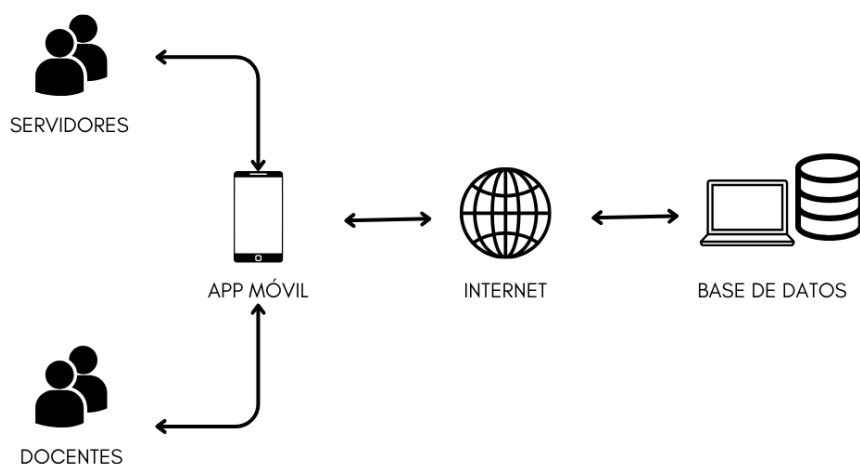 SERVIDORES
APP MÓVIL
INTERNET
BASE DE DATOS
DOCENTES